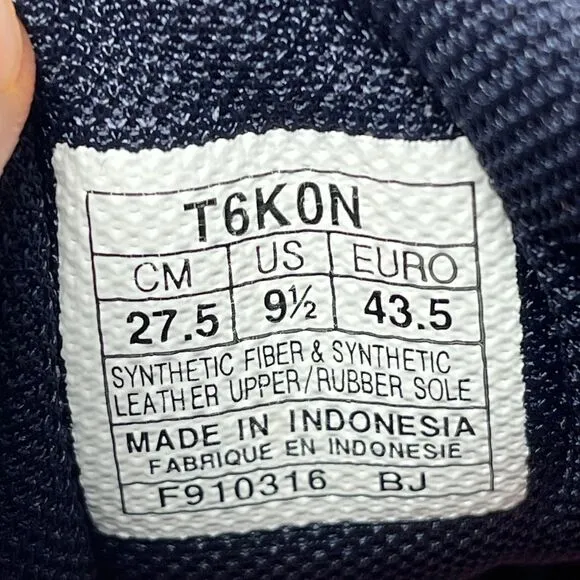 T6K0N
CM US EURO
27.5 9½ 43.5
SYNTHETIC FIBER & SYNTHETIC
LEATHER UPPER/RUBBER SOLE
MADE IN INDONESIA
FABRIQUE EN INDONESIE
F910316 BJ